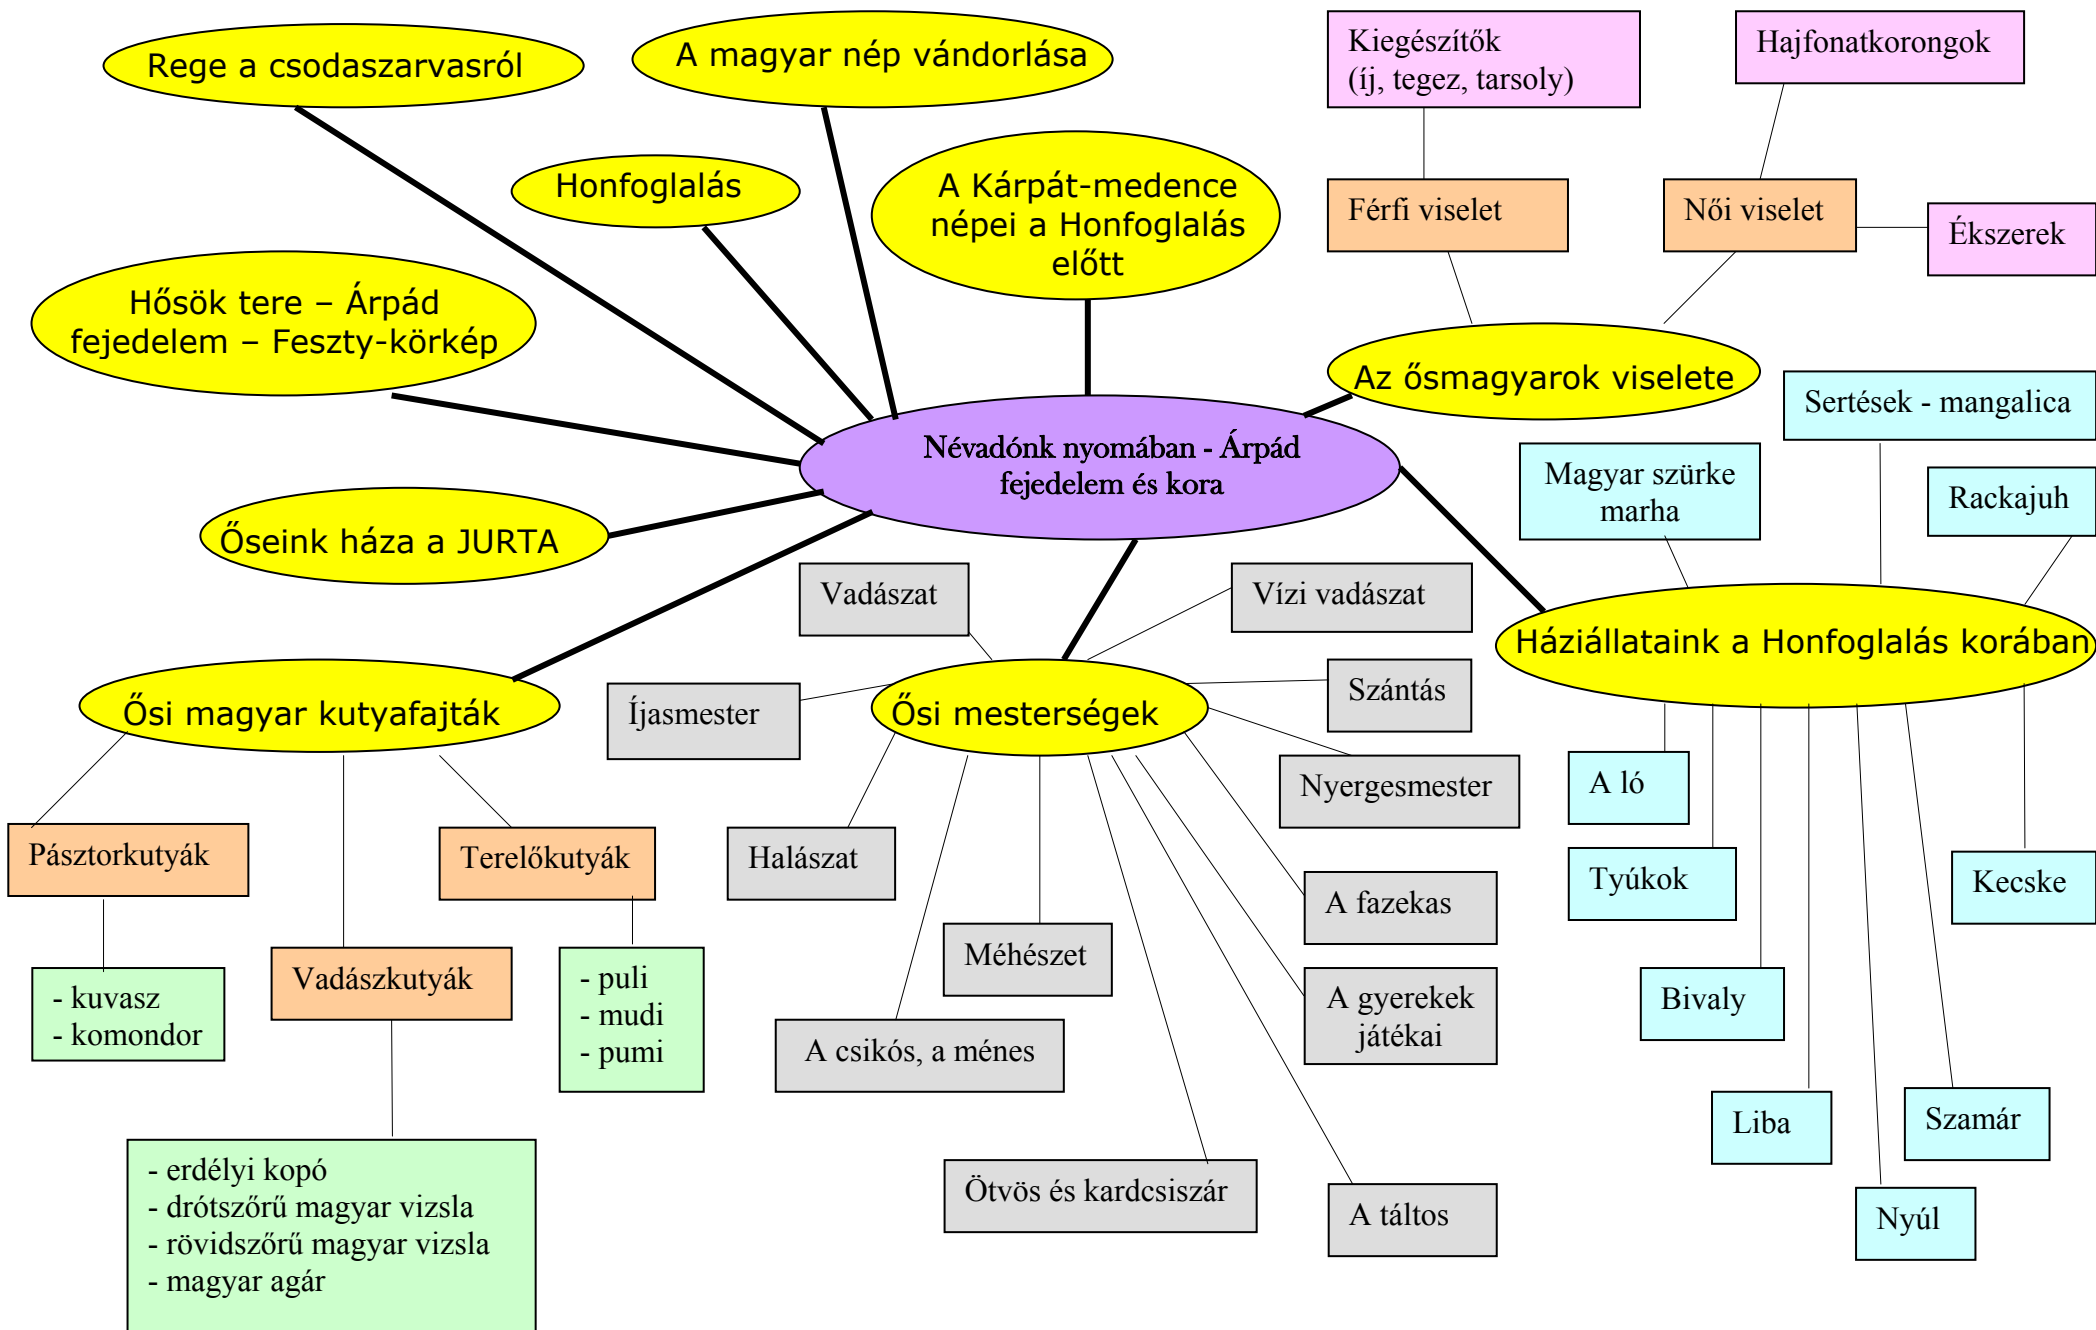 Rege a csodaszarvasról
A magyar nép vándorlása
Kiegészítők
(íj, tegez, tarsoly)
Hajfonatkorongok
Honfoglalás
A Kárpát-medence
népei a Honfoglalás
előtt
Férfi viselet
Női viselet
Ékszerek
Hősök tere – Árpád
fejedelem – Feszty-körkép
Az ősmagyarok viselete
Sertések - mangalica
Névadónk nyomában - Árpád
fejedelem és kora
Magyar szürke
marha
Rackajuh
Őseink háza a JURTA
Vadászat
Vízi vadászat
Háziállataink a Honfoglalás korában
Ősi magyar kutyafajták
Íjasmester
Ősi mesterségek
Szántás
Nyergesmester
A ló
Pásztorkutyák
Terelőkutyák
Halászat
Tyúkok
Kecske
A fazekas
Méhészet
Vadászkutyák
- kuvasz
- komondor
- puli
- mudi
- pumi
A gyerekek
játékai
Bivaly
A csikós, a ménes
Liba
Szamár
- erdélyi kopó
- drótszőrű magyar vizsla
- rövidszőrű magyar vizsla
- magyar agár
Ötvös és kardcsiszár
A táltos
Nyúl